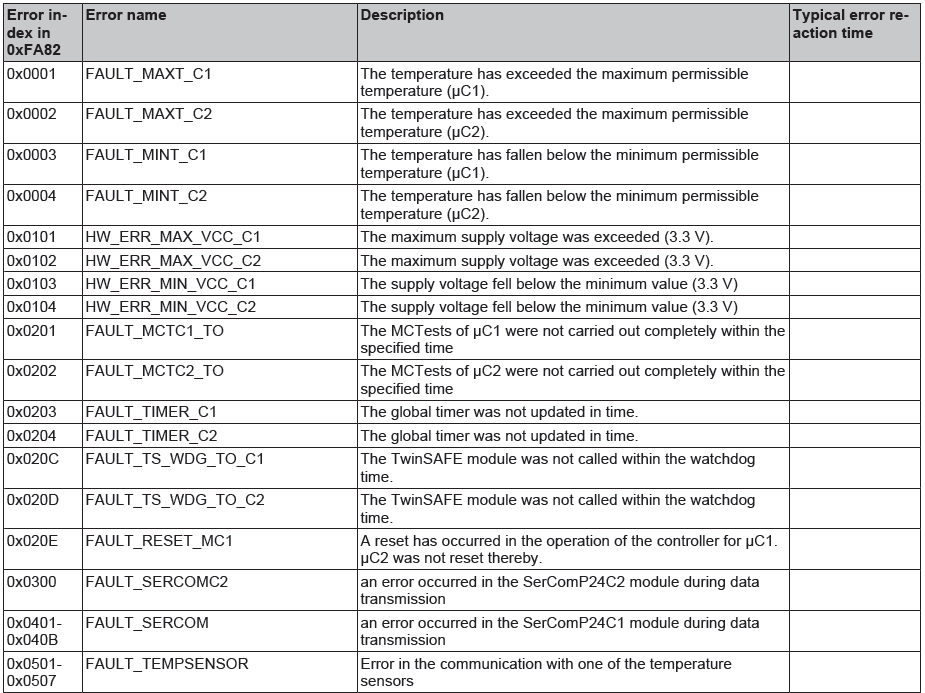 Error in-
dex in
0xFA82
Error name
Description
Typical error re-
action time
0x0001 FAULT_MAXT_C1 The temperature has exceeded the maximum permissible
temperature (µC1).
0x0002 FAULT_MAXT_C2 The temperature has exceeded the maximum permissible
temperature (µC2).
0x0003 FAULT_MINT_C1 The temperature has fallen below the minimum permissible
temperature (µC1).
0x0004 FAULT_MINT_C2 The temperature has fallen below the minimum permissible
temperature (µC2).
0x0101 HW_ERR_MAX_VCC_C1 The maximum supply voltage was exceeded (3.3 V).
0x0102 HW_ERR_MAX_VCC_C2 The maximum supply voltage was exceeded (3.3 V).
0x0103 HW_ERR_MIN_VCC_C1 The supply voltage fell below the minimum value (3.3 V)
0x0104 HW_ERR_MIN_VCC_C2 The supply voltage fell below the minimum value (3.3 V)
0x0201 FAULT_MCTC1_TO The MCTests of µC1 were not carried out completely within the
specified time
0x0202 FAULT_MCTC2_TO The MCTests of µC2 were not carried out completely within the
specified time
0x0203 FAULT_TIMER_C1 The global timer was not updated in time.
0x0204 FAULT_TIMER_C2 The global timer was not updated in time.
0x020C FAULT_TS_WDG_TO_C1 The TwinSAFE module was not called within the watchdog
time.
0x020D FAULT_TS_WDG_TO_C2 The TwinSAFE module was not called within the watchdog
time.
0x020E FAULT_RESET_MC1 A reset has occurred in the operation of the controller for µC1.
µC2 was not reset thereby.
0x0300 FAULT_SERCOMC2 an error occurred in the SerComP24C2 module during data
transmission
0x0401- FAULT_SERCOM an error occurred in the SerComP24C1 module during data
0x040B transmission
0x0501- FAULT_TEMPSENSOR Error in the communication with one of the temperature
0x0507 sensors